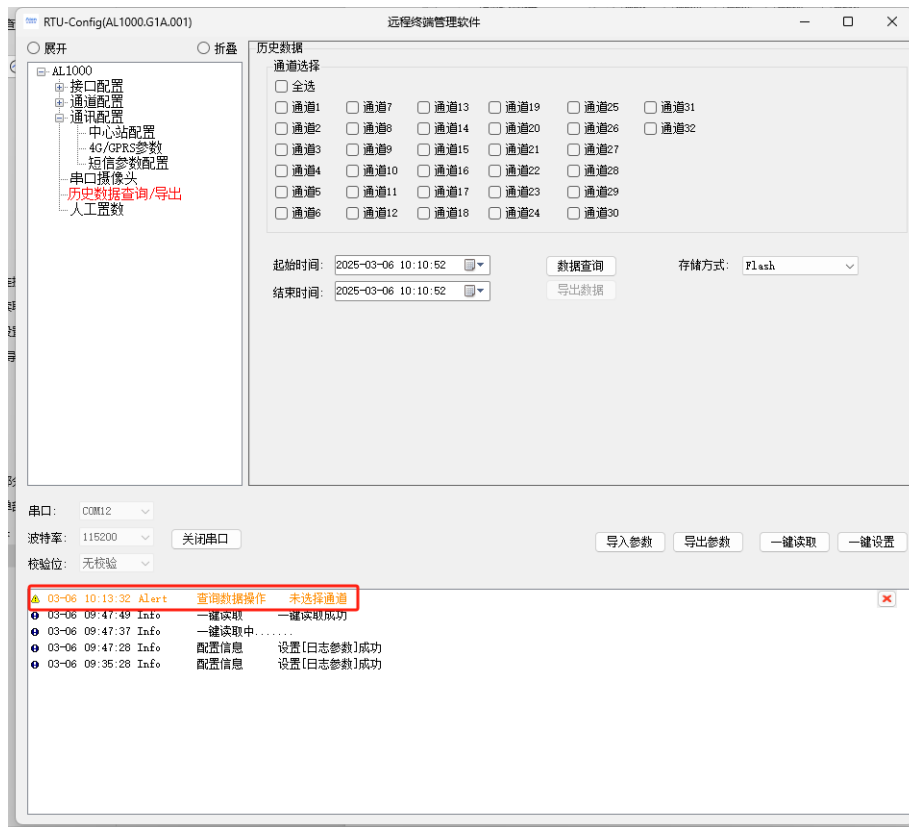 RTU-Config(AL1000.G1A.001) 远程终端管理软件
展开 折叠
AL1000
接口配置
通道配置
通讯配置
中心站配置
4G/GPRS参数
短信参数配置
串口摄像头
历史数据查询/导出
人工置数
历史数据
通道选择
全选
通道1 通道7 通道13 通道19 通道25 通道31
通道2 通道8 通道14 通道20 通道26 通道32
通道3 通道9 通道15 通道21 通道27
通道4 通道10 通道16 通道22 通道28
通道5 通道11 通道17 通道23 通道29
通道6 通道12 通道18 通道24 通道30
起始时间: 2025-03-06 10:10:52 数据查询 存储方式: Flash
结束时间: 2025-03-06 10:10:52 导出数据
串口: COM12
波特率: 115200 关闭串口
校验位: 无校验
导入参数 导出参数 一键读取 一键设置
03-06 10:13:32 Alert 查询数据操作 未选择通道
03-06 09:47:49 Info 一键读取 一键读取成功
03-06 09:47:37 Info 一键读取中.......
03-06 09:47:28 Info 配置信息 设置[日志参数]成功
03-06 09:35:28 Info 配置信息 设置[日志参数]成功